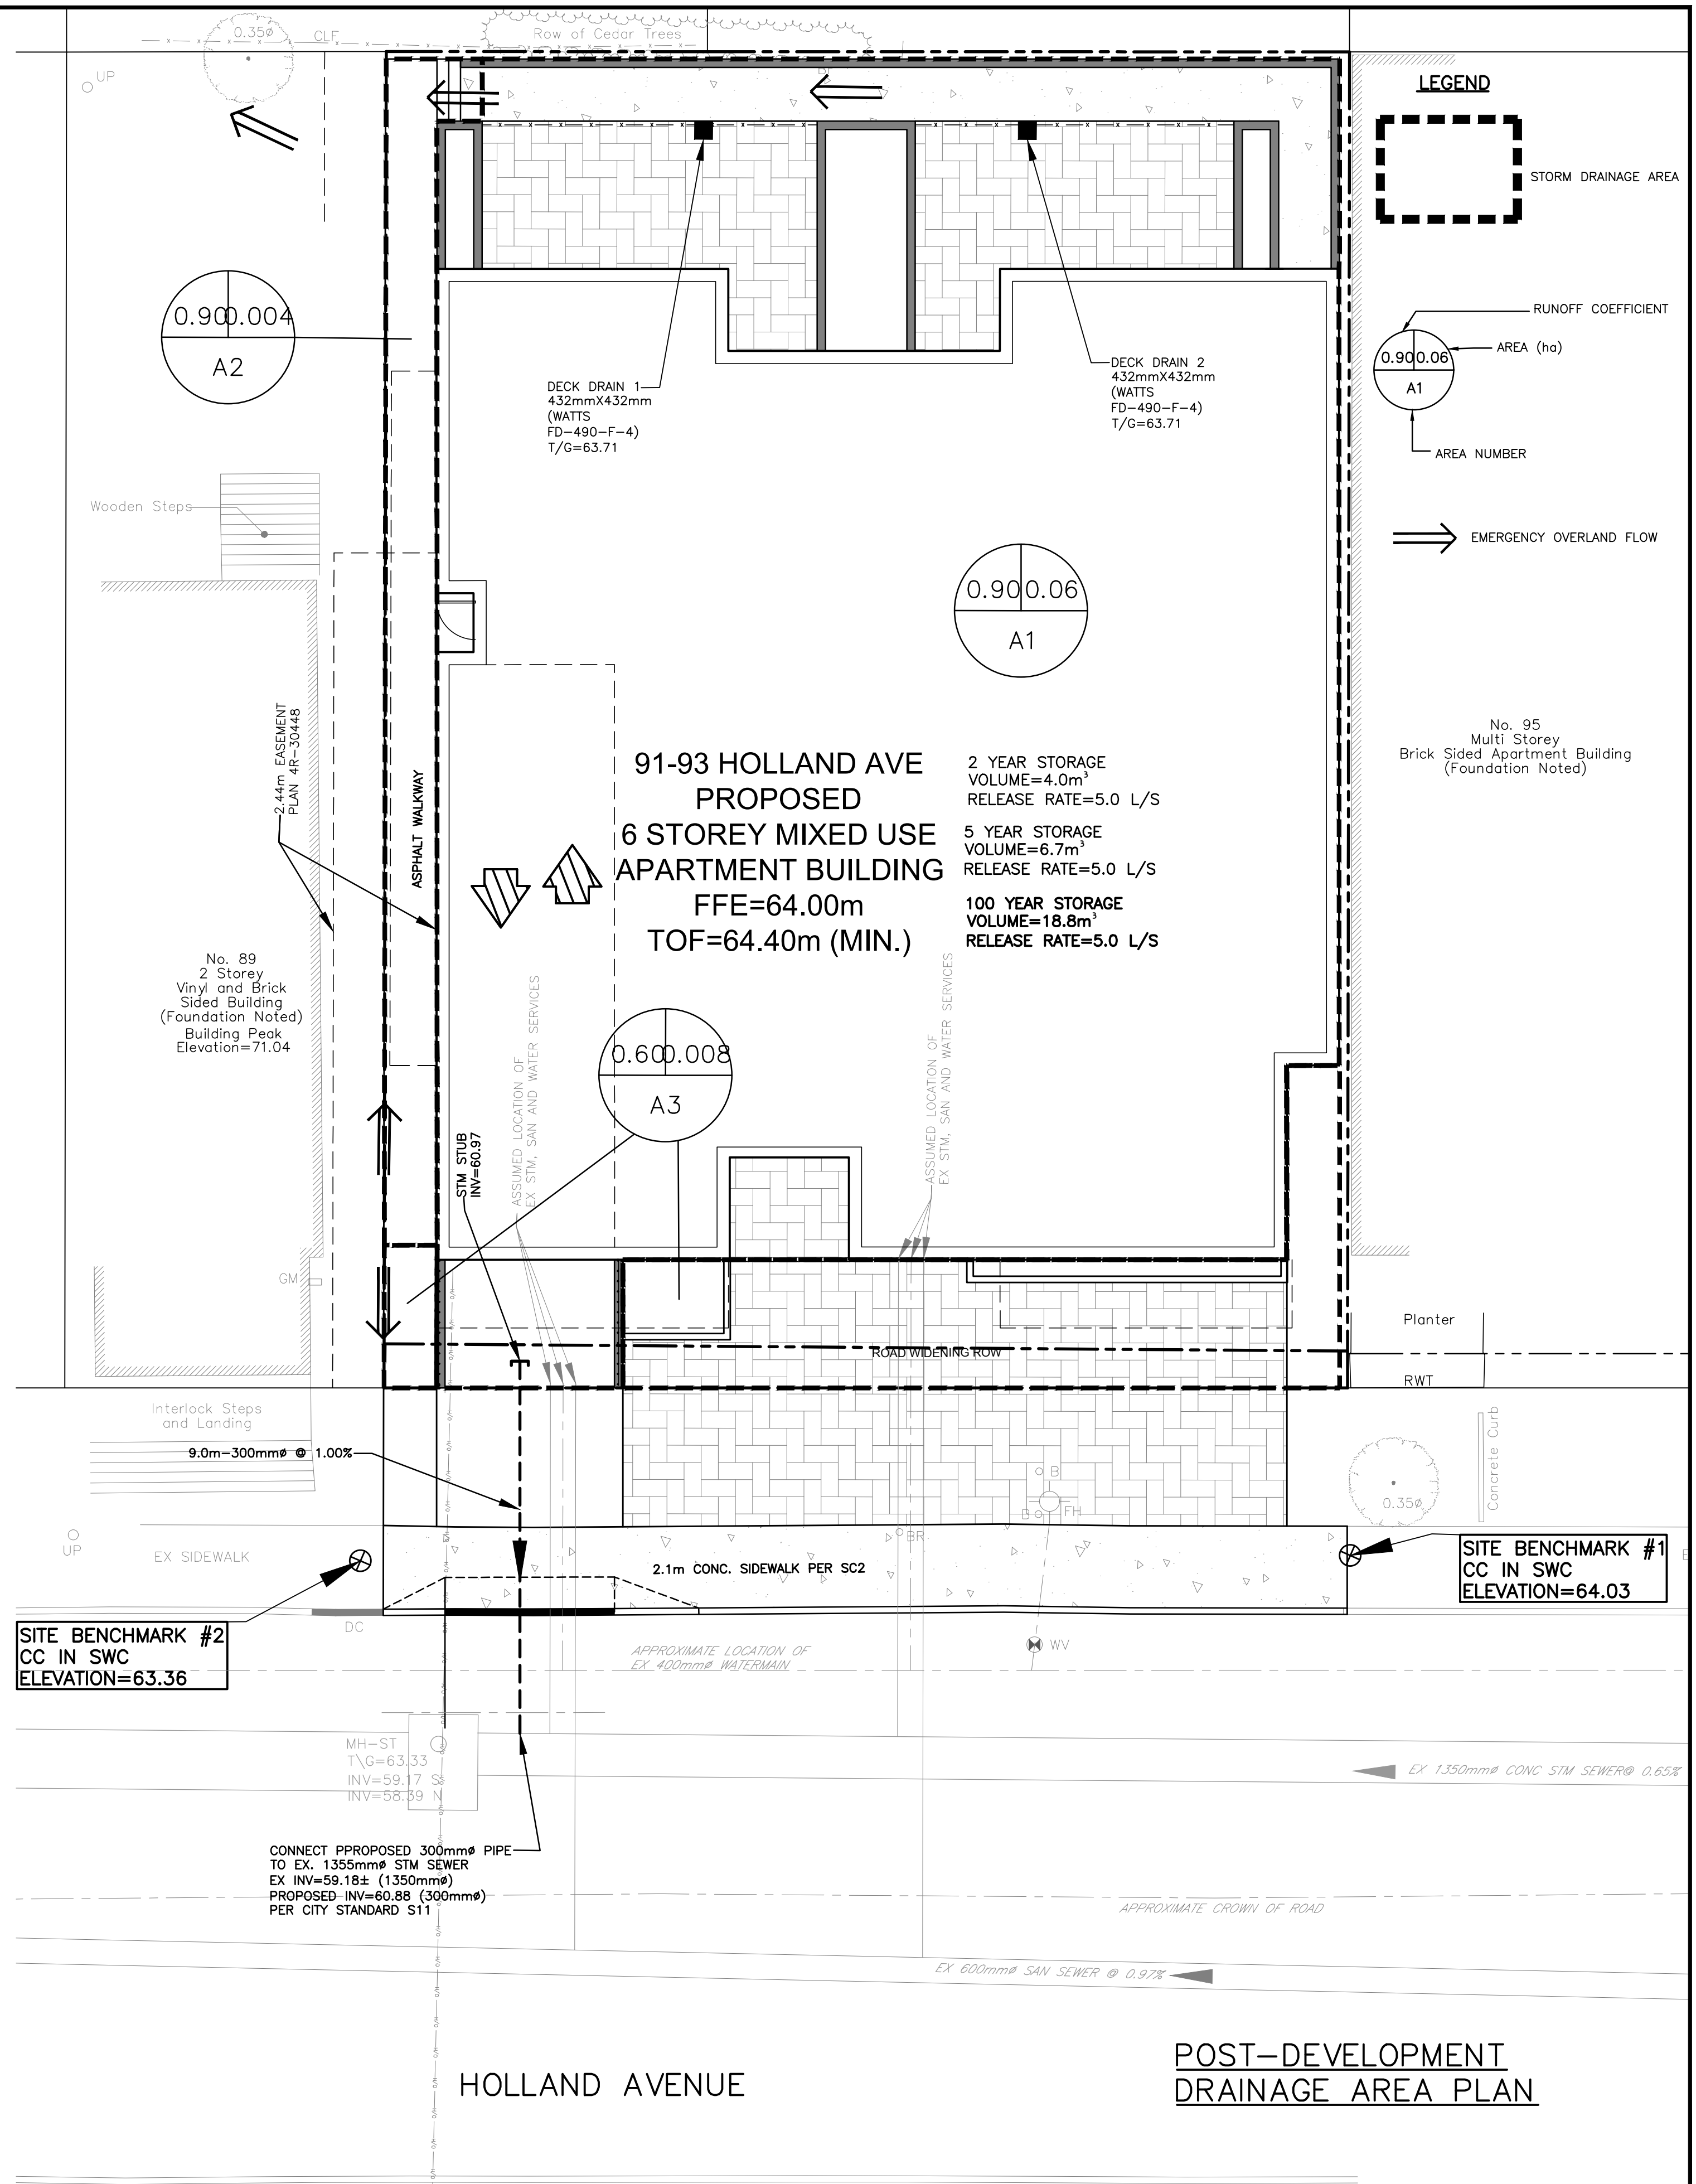 0.35ø
CLF
Row of Cedar Trees
UP
BF
LEGEND
STORM DRAINAGE AREA
RUNOFF COEFFICIENT
AREA (ha)
0.90 0.06
A1
AREA NUMBER
EMERGENCY OVERLAND FLOW
0.90 0.004
A2
DECK DRAIN 1
432mmX432mm
(WATTS
FD-490-F-4)
T/G=63.71
DECK DRAIN 2
432mmX432mm
(WATTS
FD-490-F-4)
T/G=63.71
Wooden Steps
0.90 0.06
A1
2.44m EASEMENT
PLAN 4R-30448
ASPHALT WALKWAY
91-93 HOLLAND AVE
PROPOSED
6 STOREY MIXED USE
APARTMENT BUILDING
FFE=64.00m
TOF=64.40m (MIN.)
2 YEAR STORAGE
VOLUME=4.0m³
RELEASE RATE=5.0 L/S
5 YEAR STORAGE
VOLUME=6.7m³
RELEASE RATE=5.0 L/S
100 YEAR STORAGE
VOLUME=18.8m³
RELEASE RATE=5.0 L/S
No. 95
Multi Storey
Brick Sided Apartment Building
(Foundation Noted)
No. 89
2 Storey
Vinyl and Brick
Sided Building
(Foundation Noted)
Building Peak
Elevation=71.04
0.60 0.008
A3
STM STUB
INV=60.97
ASSUMED LOCATION OF
EX STM, SAN AND WATER SERVICES
ASSUMED LOCATION OF
EX STM, SAN AND WATER SERVICES
GM
Planter
ROAD WIDENING ROW
RWT
Interlock Steps
and Landing
9.0m-300mmø @ 1.00%
Concrete Curb
0.35ø
B
B
FH
BR
UP
EX SIDEWALK
2.1m CONC. SIDEWALK PER SC2
SITE BENCHMARK #1
CC IN SWC
ELEVATION=64.03
E
SITE BENCHMARK #2
CC IN SWC
ELEVATION=63.36
DC
APPROXIMATE LOCATION OF
EX 400mmø WATERMAIN
WV
MH-ST
T\G=63.33
INV=59.17 S
INV=58.39 N
EX 1350mmø CONC STM SEWER@ 0.65%
CONNECT PPROPOSED 300mmø PIPE
TO EX. 1355mmø STM SEWER
EX INV=59.18± (1350mmø)
PROPOSED INV=60.88 (300mmø)
PER CITY STANDARD S11
APPROXIMATE CROWN OF ROAD
EX 600mmø SAN SEWER @ 0.97%
HOLLAND AVENUE
POST-DEVELOPMENT
DRAINAGE AREA PLAN